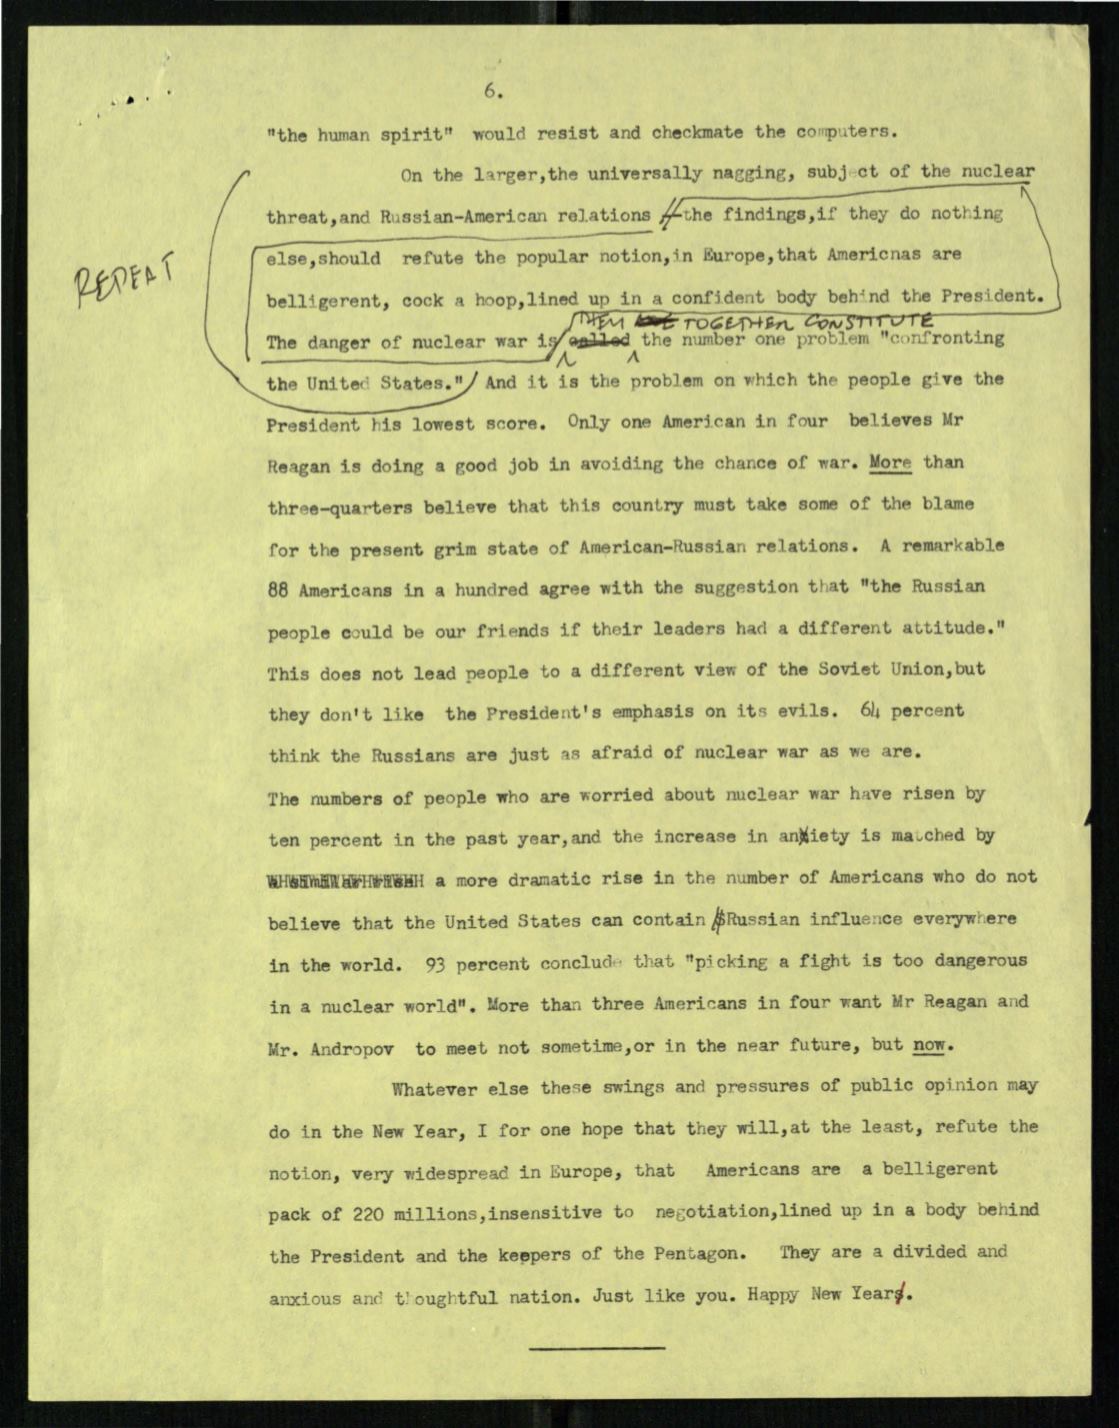 6.
"the human spirit" would resist and checkmate the computers.
On the larger,the universally nagging, subject of the nuclear
threat,and Russian-American relations the findings,if they do nothing
REPEAT
else,should refute the popular notion,in Europe,that Americnas are
belligerent, cock a hoop,lined up in a confident body behind the President.
THEY TOGETHER CONSTITUTE
The danger of nuclear war is called the number one problem "confronting
the United States." And it is the problem on which the people give the
President his lowest score. Only one American in four believes Mr
Reagan is doing a good job in avoiding the chance of war. More than
three-quarters believe that this country must take some of the blame
for the present grim state of American-Russian relations. A remarkable
88 Americans in a hundred agree with the suggestion that "the Russian
people could be our friends if their leaders had a different attitude."
This does not lead people to a different view of the Soviet Union,but
they don't like the President's emphasis on its evils. 64 percent
think the Russians are just as afraid of nuclear war as we are.
The numbers of people who are worried about nuclear war have risen by
ten percent in the past year,and the increase in anxiety is matched by
a more dramatic rise in the number of Americans who do not
believe that the United States can contain Russian influence everywhere
in the world. 93 percent conclude that "picking a fight is too dangerous
in a nuclear world". More than three Americans in four want Mr Reagan and
Mr. Andropov to meet not sometime,or in the near future, but now.
Whatever else these swings and pressures of public opinion may
do in the New Year, I for one hope that they will,at the least, refute the
notion, very widespread in Europe, that Americans are a belligerent
pack of 220 millions,insensitive to negotiation,lined up in a body behind
the President and the keepers of the Pentagon. They are a divided and
anxious and thoughtful nation. Just like you. Happy New Year.